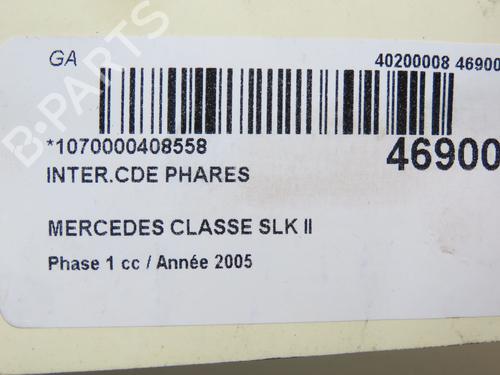 GA
40200008 46900
*1070000408558
46900
INTER.CDE PHARES
MERCEDES CLASSE SLK II
Phase 1 cc / Année 2005
B-PARTS